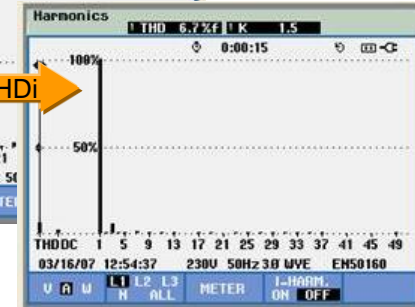 Harmonics
1 THD 6.7%f 1 K 1.5
0:00:15
100%
HDi
50%
THDDC 1 5 9 13 17 21 25 29 33 37 41 45 49
03/16/07 12:54:37 230V 50Hz 3Ø WYE EN50160
V A W L1 L2 L3 N ALL METER I-HARM. ON OFF